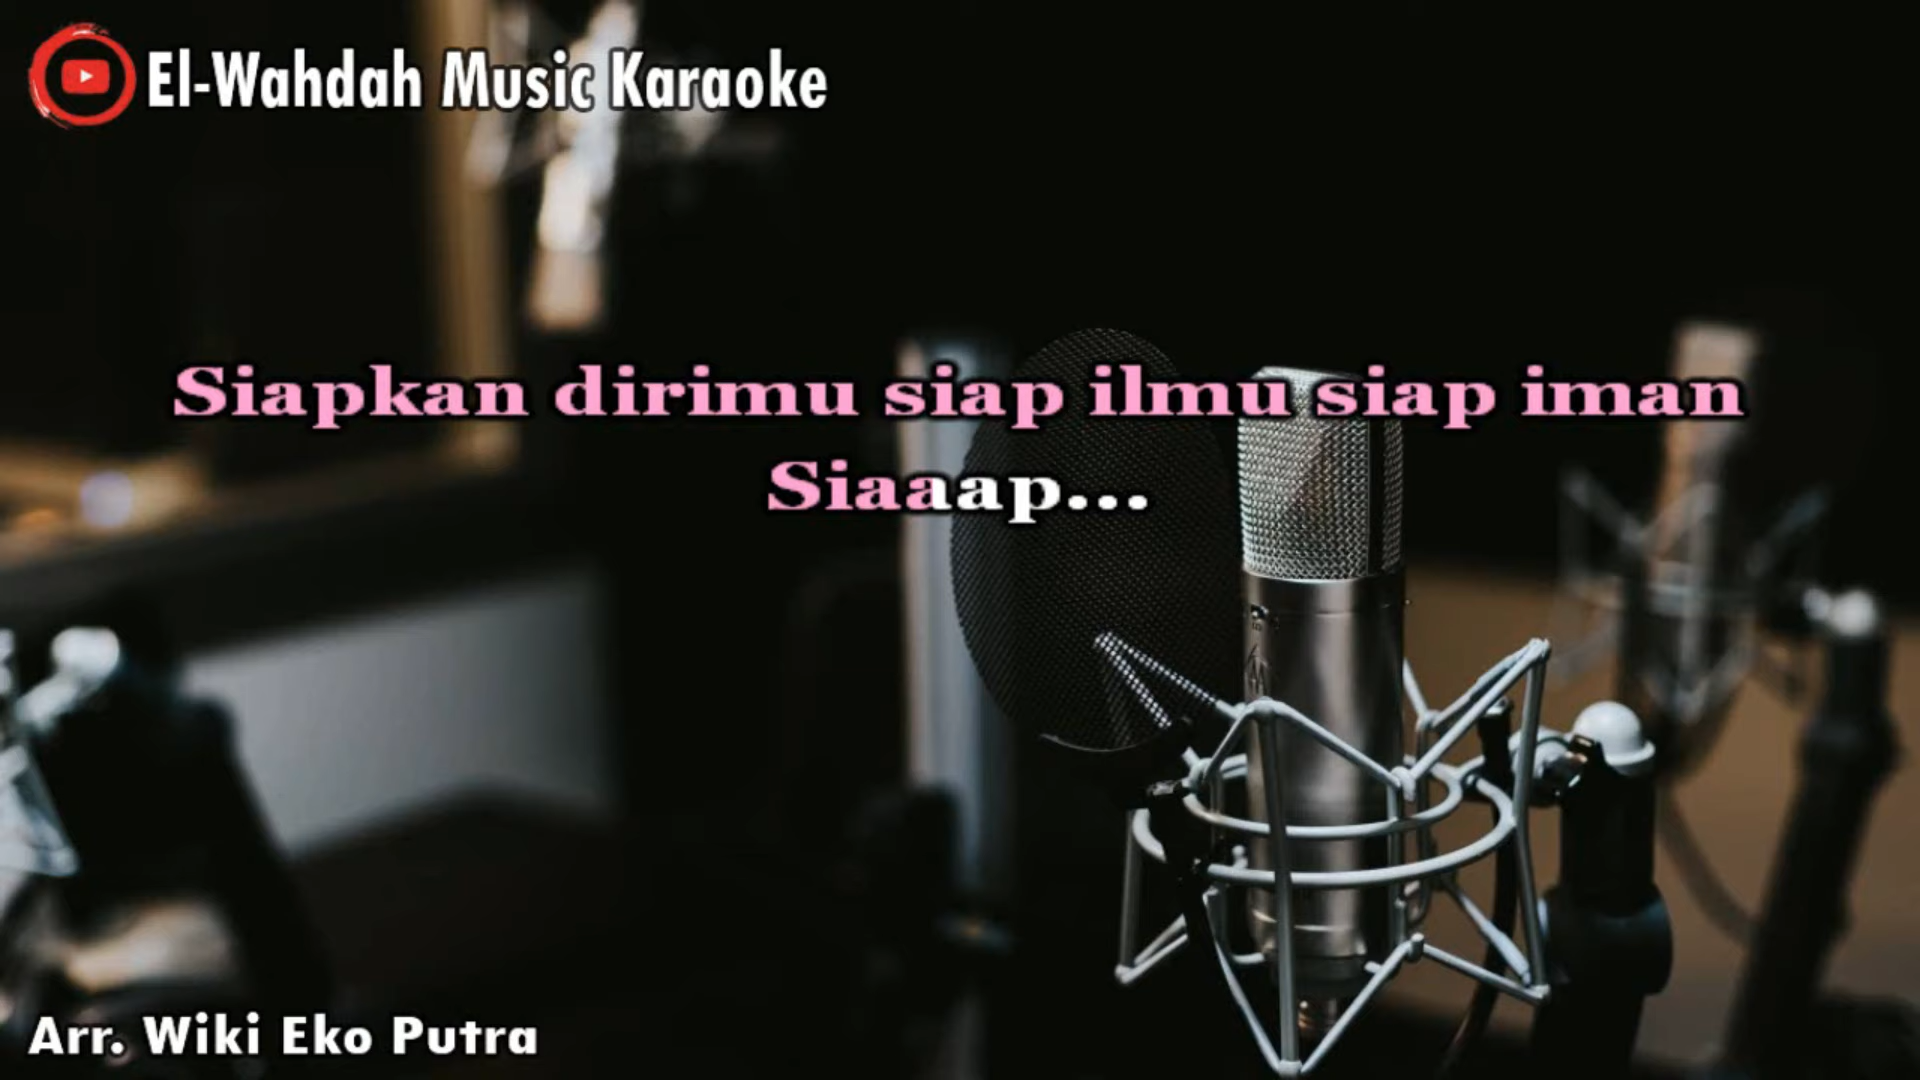 El-Wahdah Music Karaoke
Siapkan dirimu siap ilmu siap iman
Siaaap...
Arr. Wiki Eko Putra